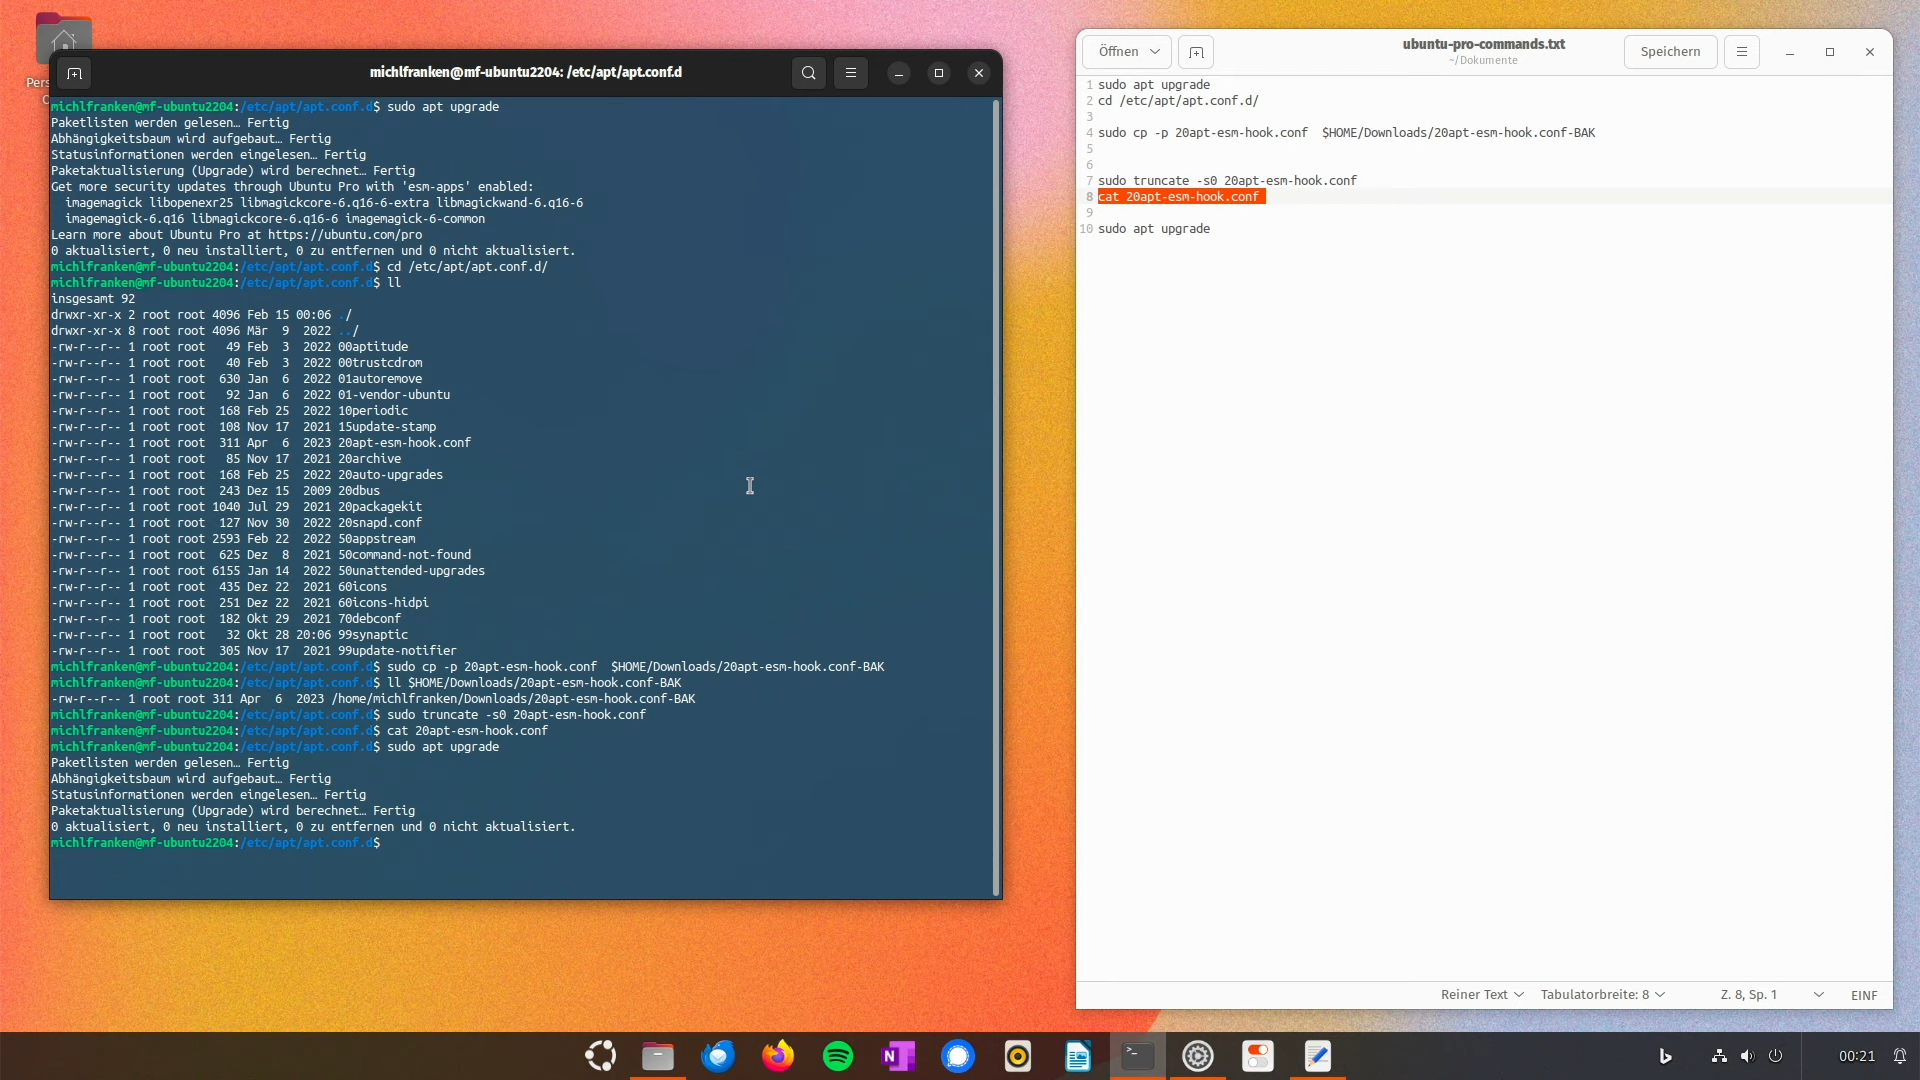 Pers
C
michlfranken@mf-ubuntu2204: /etc/apt/apt.conf.d
michlfranken@mf-ubuntu2204:/etc/apt/apt.conf.d$ sudo apt upgrade
Paketlisten werden gelesen… Fertig
Abhängigkeitsbaum wird aufgebaut… Fertig
Statusinformationen werden eingelesen… Fertig
Paketaktualisierung (Upgrade) wird berechnet… Fertig
Get more security updates through Ubuntu Pro with 'esm-apps' enabled:
  imagemagick libopenexr25 libmagickcore-6.q16-6-extra libmagickwand-6.q16-6
  imagemagick-6.q16 libmagickcore-6.q16-6 imagemagick-6-common
Learn more about Ubuntu Pro at https://ubuntu.com/pro
0 aktualisiert, 0 neu installiert, 0 zu entfernen und 0 nicht aktualisiert.
michlfranken@mf-ubuntu2204:/etc/apt/apt.conf.d$ cd /etc/apt/apt.conf.d/
michlfranken@mf-ubuntu2204:/etc/apt/apt.conf.d$ ll
insgesamt 92
drwxr-xr-x 2 root root 4096 Feb 15 00:06 ./
drwxr-xr-x 8 root root 4096 Mär  9  2022 ../
-rw-r--r-- 1 root root   49 Feb  3  2022 00aptitude
-rw-r--r-- 1 root root   40 Feb  3  2022 00trustcdrom
-rw-r--r-- 1 root root  630 Jan  6  2022 01autoremove
-rw-r--r-- 1 root root   92 Jan  6  2022 01-vendor-ubuntu
-rw-r--r-- 1 root root  168 Feb 25  2022 10periodic
-rw-r--r-- 1 root root  108 Nov 17  2021 15update-stamp
-rw-r--r-- 1 root root  311 Apr  6  2023 20apt-esm-hook.conf
-rw-r--r-- 1 root root   85 Nov 17  2021 20archive
-rw-r--r-- 1 root root  168 Feb 25  2022 20auto-upgrades
-rw-r--r-- 1 root root  243 Dez 15  2009 20dbus
-rw-r--r-- 1 root root 1040 Jul 29  2021 20packagekit
-rw-r--r-- 1 root root  127 Nov 30  2022 20snapd.conf
-rw-r--r-- 1 root root 2593 Feb 22  2022 50appstream
-rw-r--r-- 1 root root  625 Dez  8  2021 50command-not-found
-rw-r--r-- 1 root root 6155 Jan 14  2022 50unattended-upgrades
-rw-r--r-- 1 root root  435 Dez 22  2021 60icons
-rw-r--r-- 1 root root  251 Dez 22  2021 60icons-hidpi
-rw-r--r-- 1 root root  182 Okt 29  2021 70debconf
-rw-r--r-- 1 root root   32 Okt 28 20:06 99synaptic
-rw-r--r-- 1 root root  305 Nov 17  2021 99update-notifier
michlfranken@mf-ubuntu2204:/etc/apt/apt.conf.d$ sudo cp -p 20apt-esm-hook.conf  $HOME/Downloads/20apt-esm-hook.conf-BAK
michlfranken@mf-ubuntu2204:/etc/apt/apt.conf.d$ ll $HOME/Downloads/20apt-esm-hook.conf-BAK
-rw-r--r-- 1 root root 311 Apr  6  2023 /home/michlfranken/Downloads/20apt-esm-hook.conf-BAK
michlfranken@mf-ubuntu2204:/etc/apt/apt.conf.d$ sudo truncate -s0 20apt-esm-hook.conf
michlfranken@mf-ubuntu2204:/etc/apt/apt.conf.d$ cat 20apt-esm-hook.conf
michlfranken@mf-ubuntu2204:/etc/apt/apt.conf.d$ sudo apt upgrade
Paketlisten werden gelesen… Fertig
Abhängigkeitsbaum wird aufgebaut… Fertig
Statusinformationen werden eingelesen… Fertig
Paketaktualisierung (Upgrade) wird berechnet… Fertig
0 aktualisiert, 0 neu installiert, 0 zu entfernen und 0 nicht aktualisiert.
michlfranken@mf-ubuntu2204:/etc/apt/apt.conf.d$
Öffnen
ubuntu-pro-commands.txt
~/Dokumente
Speichern
1 sudo apt upgrade
2 cd /etc/apt/apt.conf.d/
3
4 sudo cp -p 20apt-esm-hook.conf  $HOME/Downloads/20apt-esm-hook.conf-BAK
5
6
7 sudo truncate -s0 20apt-esm-hook.conf
8 cat 20apt-esm-hook.conf
9
10 sudo apt upgrade
Reiner Text
Tabulatorbreite: 8
Z. 8, Sp. 1
EINF
N
>_
00:21